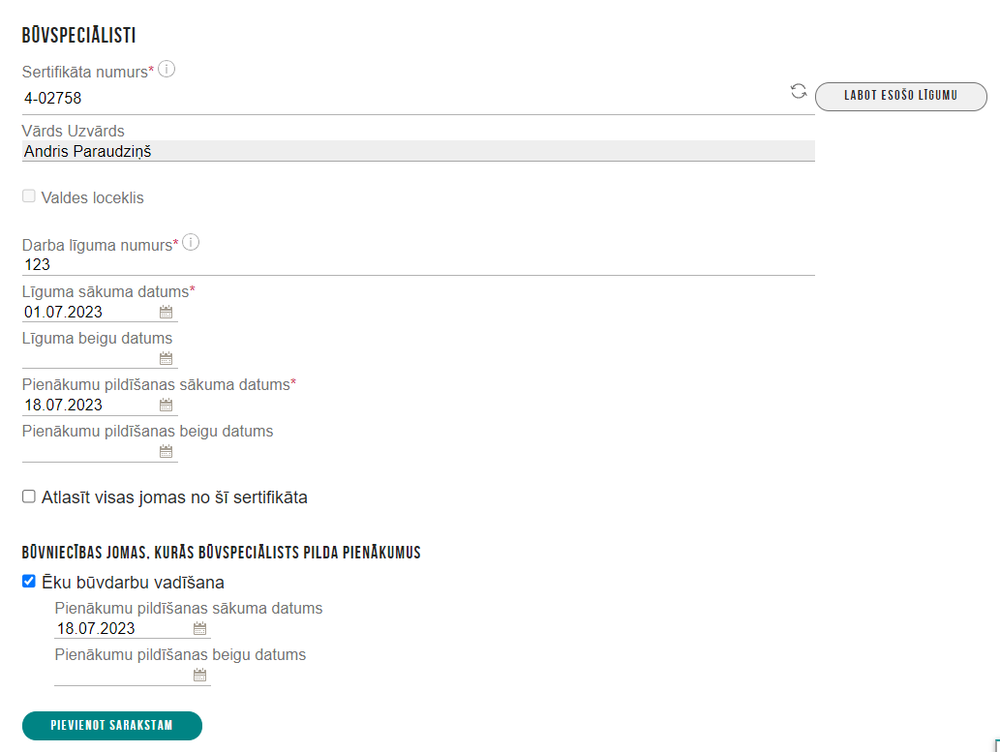 BŪVSPECIĀLISTI
Sertifikāta numurs*
4-02758
LABOT ESOŠO LĪGUMU
Vārds Uzvārds
Andris Paraudziņš
Valdes loceklis
Darba līguma numurs*
123
Līguma sākuma datums*
01.07.2023
Līguma beigu datums
Pienākumu pildīšanas sākuma datums*
18.07.2023
Pienākumu pildīšanas beigu datums
Atlasīt visas jomas no šī sertifikāta
BŪVNIECĪBAS JOMAS, KURĀS BŪVSPECIĀLISTS PILDA PIENĀKUMUS
Ēku būvdarbu vadīšana
Pienākumu pildīšanas sākuma datums
18.07.2023
Pienākumu pildīšanas beigu datums
PIEVIENOT SARAKSTAM